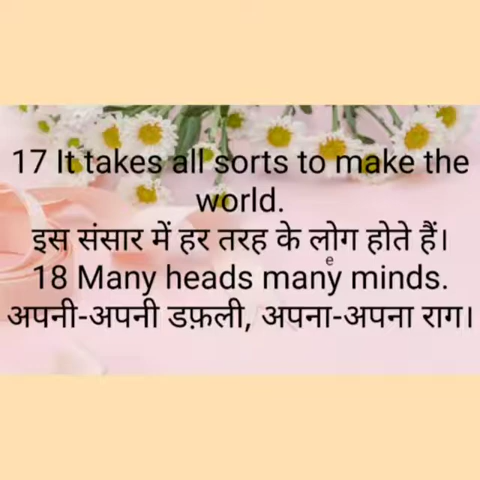 17 It takes all sorts to make the
world.
इस संसार में हर तरह के लोग होते हैं।
e
18 Many heads many minds.
अपनी-अपनी डफ़ली, अपना-अपना राग।